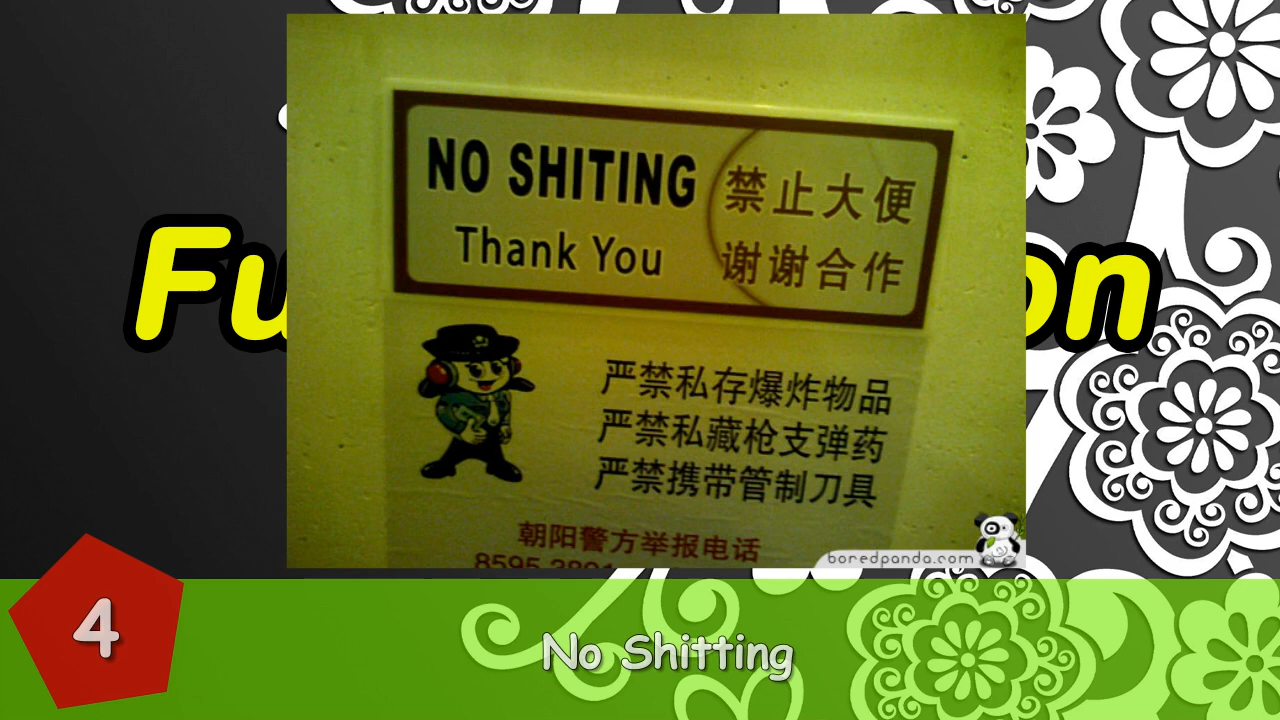 Fu
on
NO SHITING
Thank You
禁止大便
谢谢合作
严禁私存爆炸物品
严禁私藏枪支弹药
严禁携带管制刀具
朝阳警方举报电话
boredpanda.com
4
No Shitting